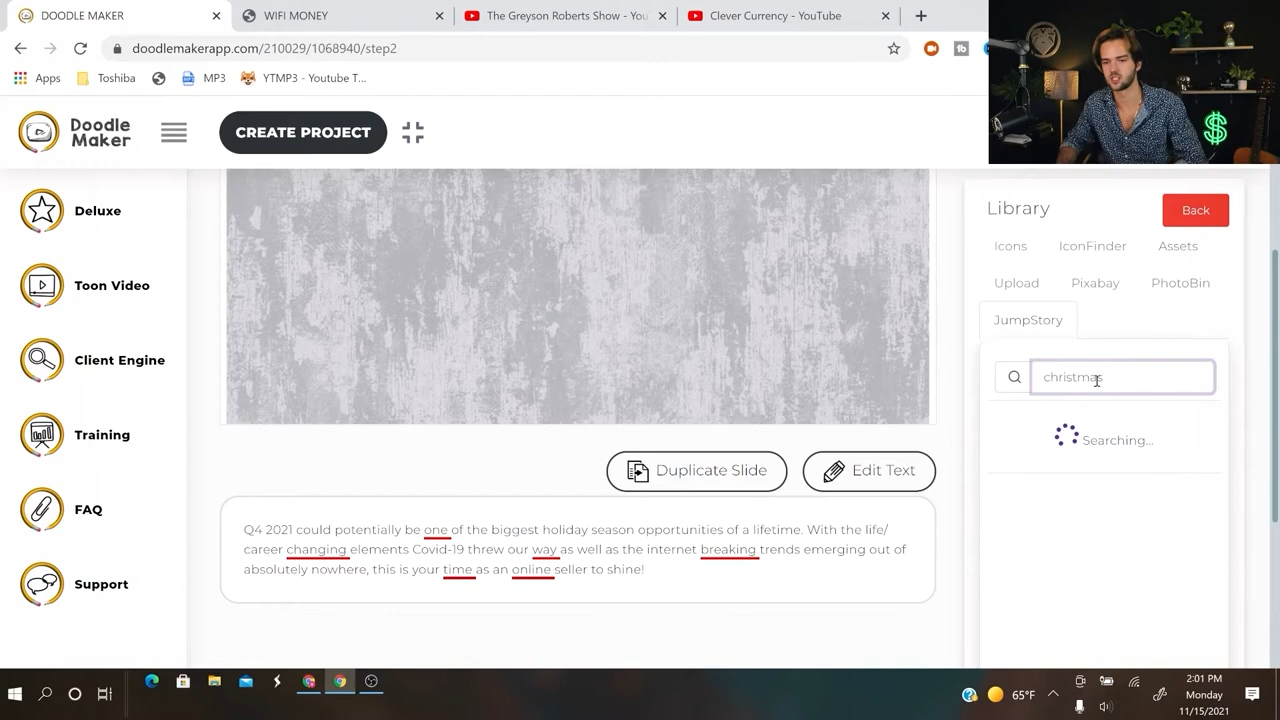 DOODLE MAKER
WIFI MONEY
The Greyson Roberts Show - You
Clever Currency - YouTube
doodlemakerapp.com/210029/1068940/step2
Apps
Toshiba
MP3
YTMP3 - Youtube T...
Doodle
Maker
CREATE PROJECT
$
Deluxe
Toon Video
Client Engine
Training
FAQ
Support
Library
Back
Icons
IconFinder
Assets
Upload
Pixabay
PhotoBin
JumpStory
christmas
Searching...
Duplicate Slide
Edit Text
Q4 2021 could potentially be one of the biggest holiday season opportunities of a lifetime. With the life/
career changing elements Covid-19 threw our way as well as the internet breaking trends emerging out of
absolutely nowhere, this is your time as an online seller to shine!
65°F
2:01 PM
Monday
11/15/2021